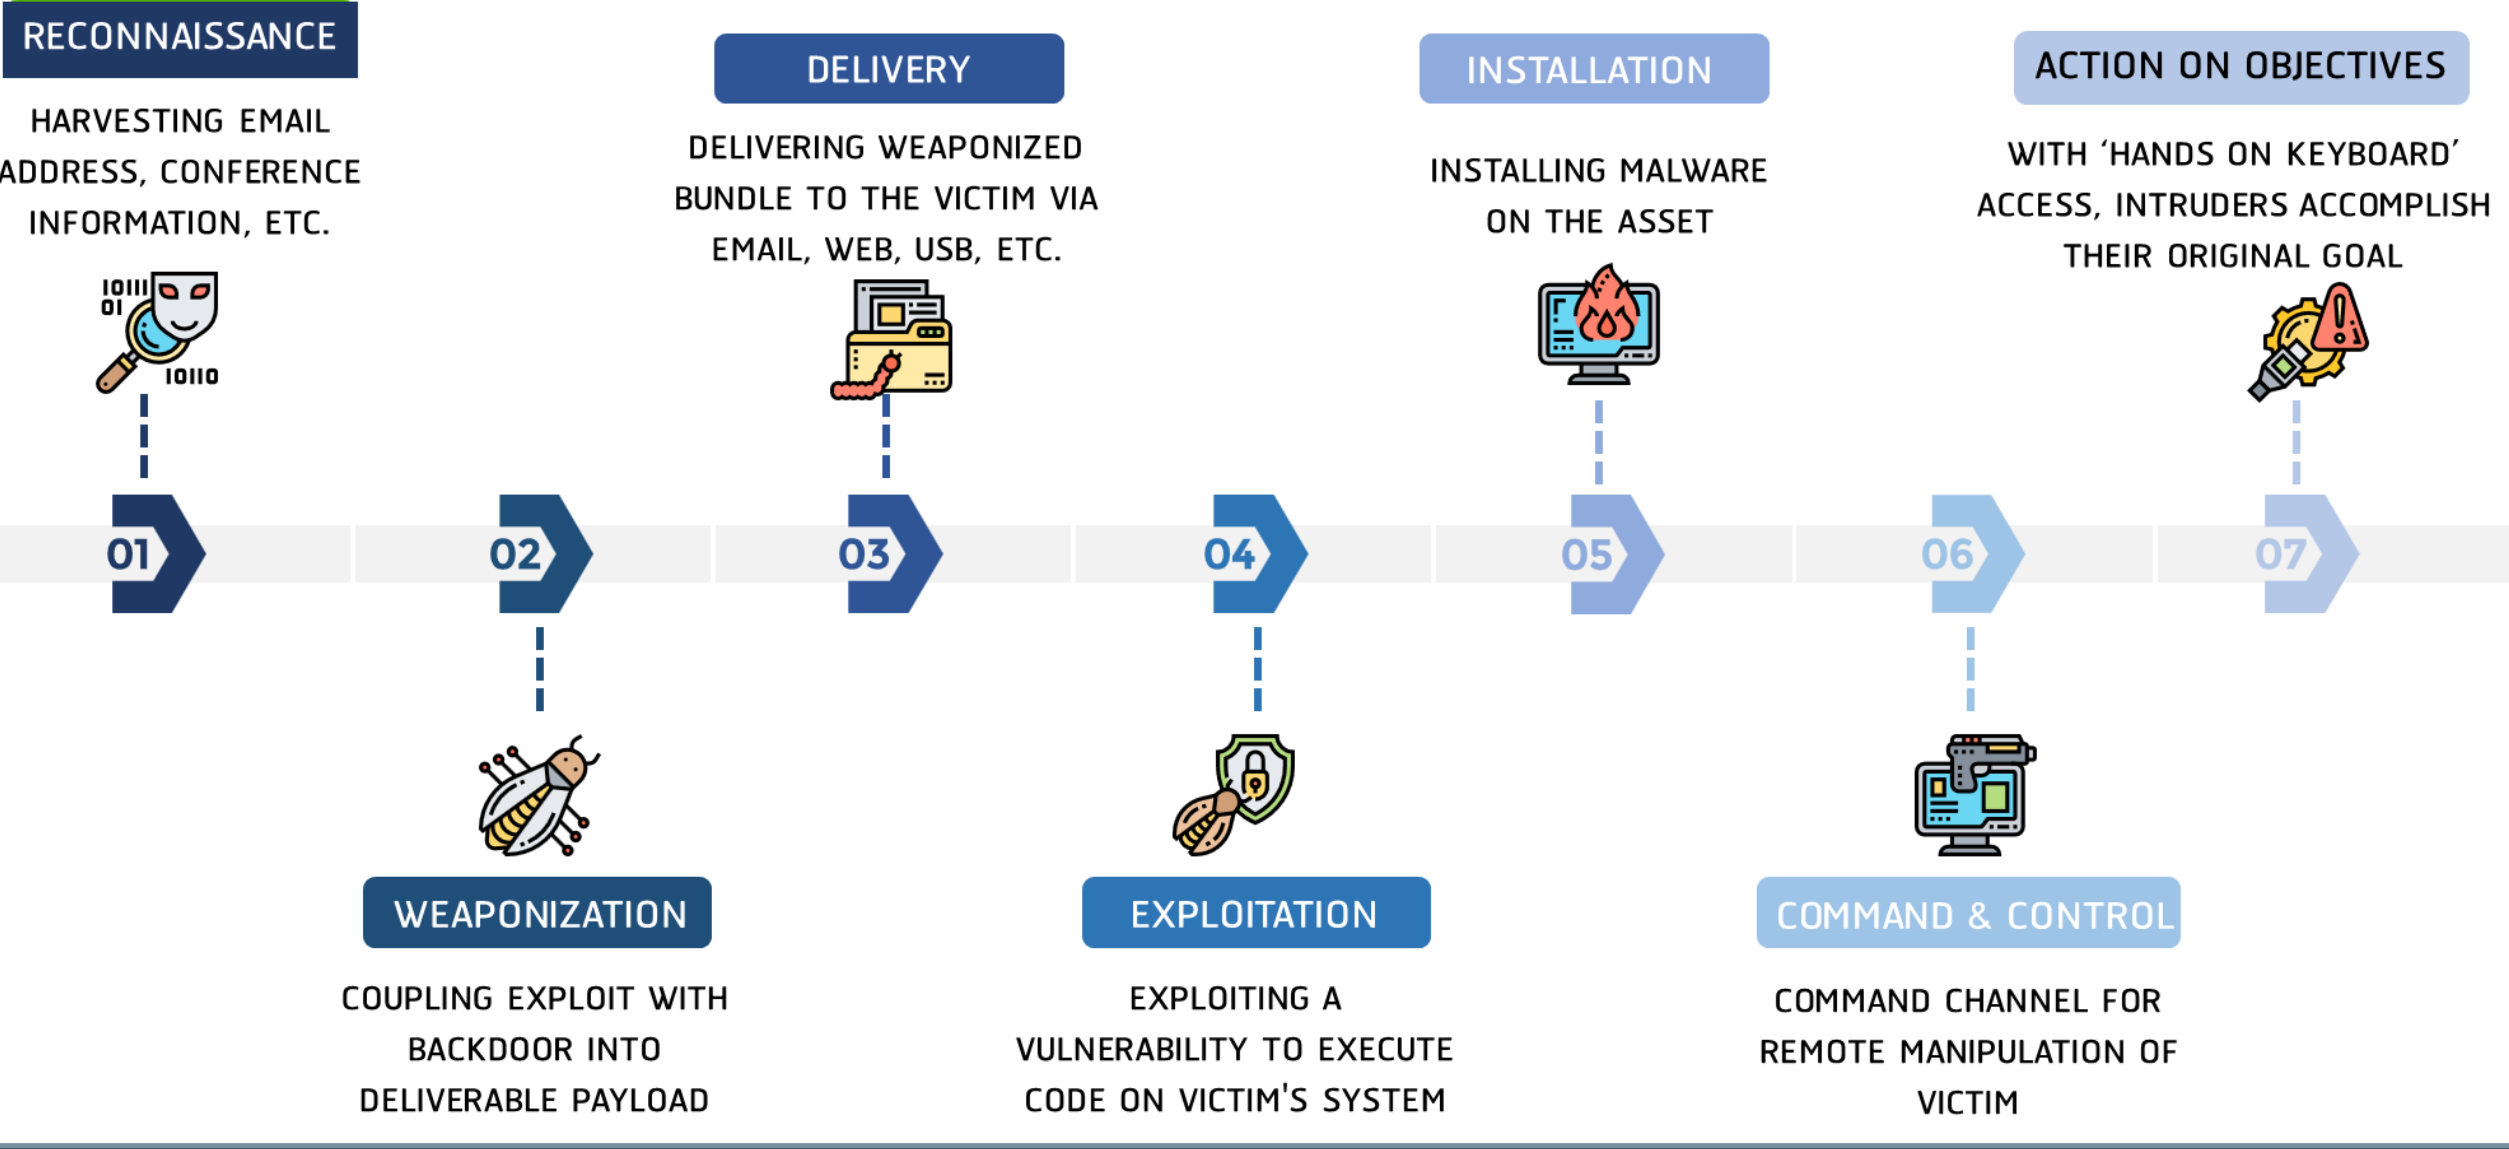 RECONNAISSANCE
HARVESTING EMAIL
ADDRESS, CONFERENCE
INFORMATION, ETC.
10111
01
10110
DELIVERY
DELIVERING WEAPONIZED
BUNDLE TO THE VICTIM VIA
EMAIL, WEB, USB, ETC.
INSTALLATION
INSTALLING MALWARE
ON THE ASSET
ACTION ON OBJECTIVES
WITH ‘HANDS ON KEYBOARD’
ACCESS, INTRUDERS ACCOMPLISH
THEIR ORIGINAL GOAL
01
02
03
04
05
06
07
WEAPONIZATION
COUPLING EXPLOIT WITH
BACKDOOR INTO
DELIVERABLE PAYLOAD
EXPLOITATION
EXPLOITING A
VULNERABILITY TO EXECUTE
CODE ON VICTIM'S SYSTEM
COMMAND & CONTROL
COMMAND CHANNEL FOR
REMOTE MANIPULATION OF
VICTIM